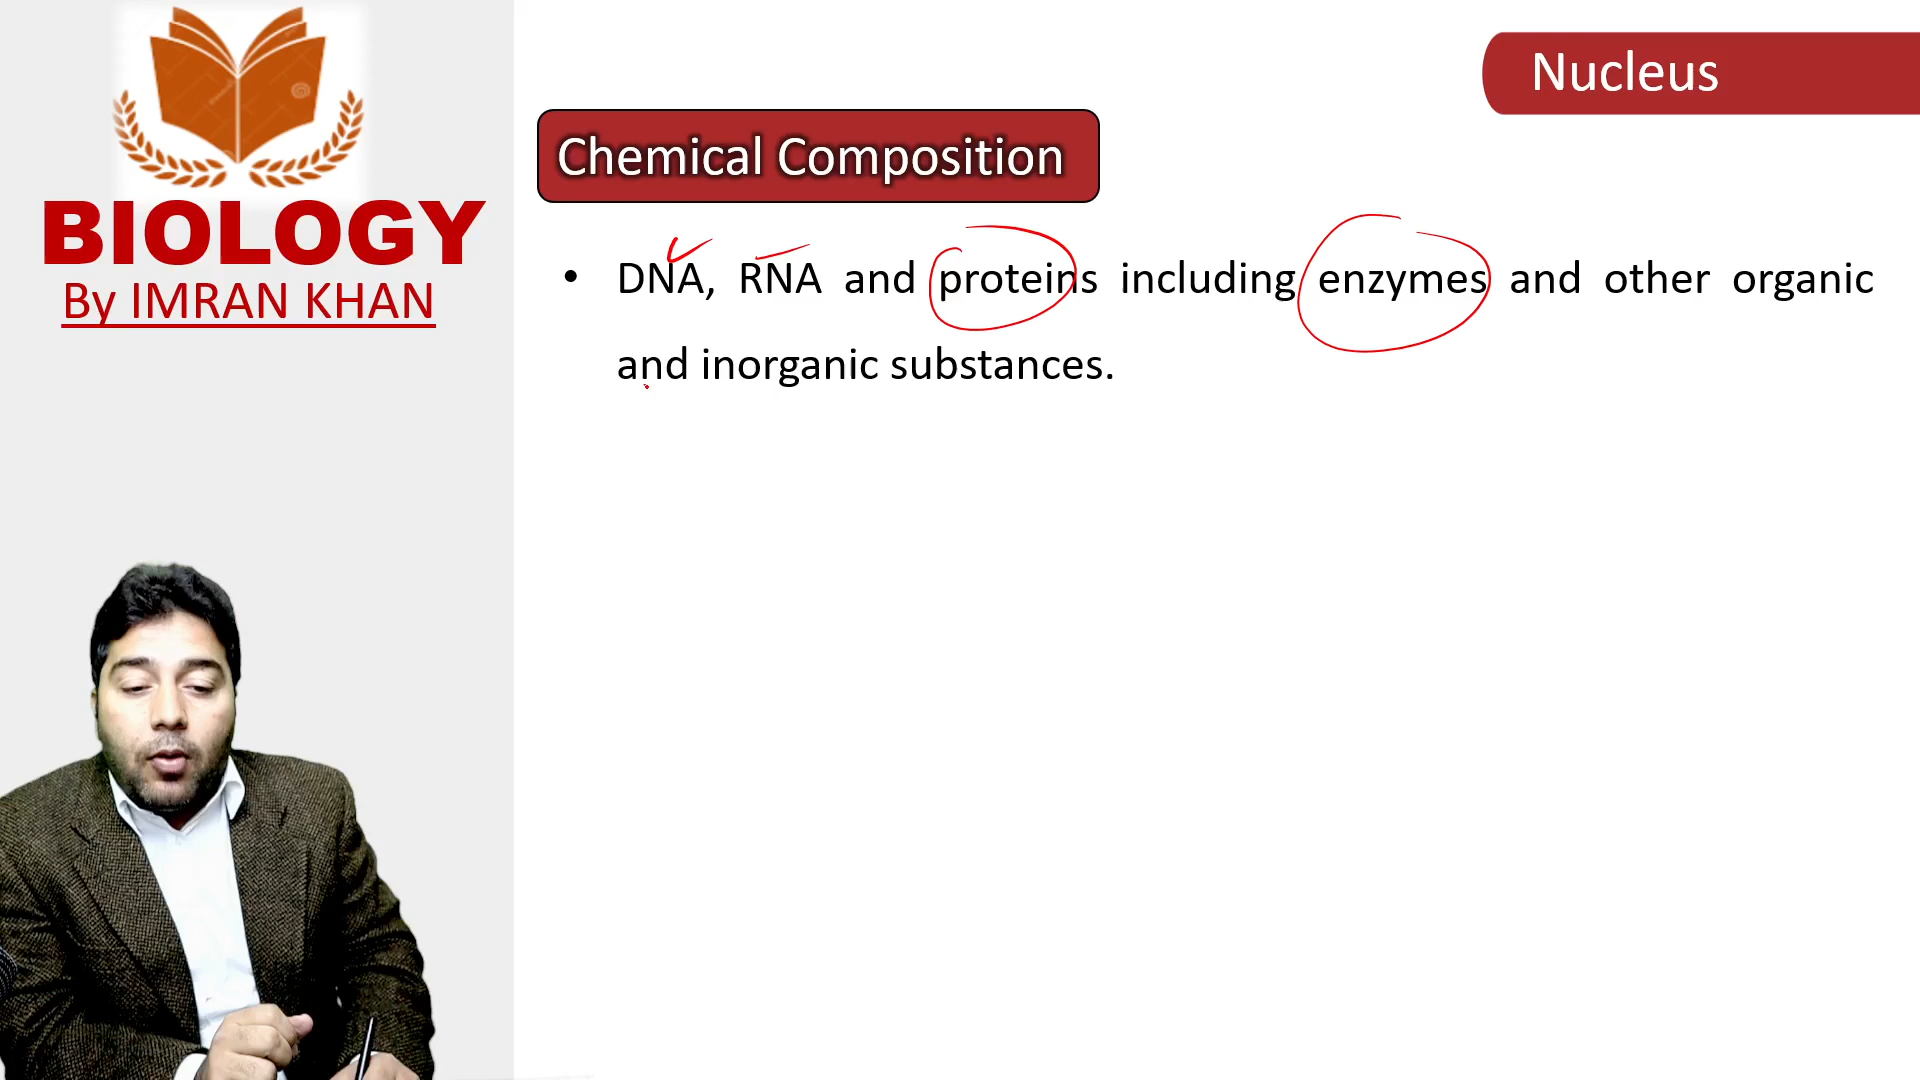 Nucleus
Chemical Composition
BIOLOGY
By IMRAN KHAN
• DNA, RNA and proteins including enzymes and other organic
and inorganic substances.